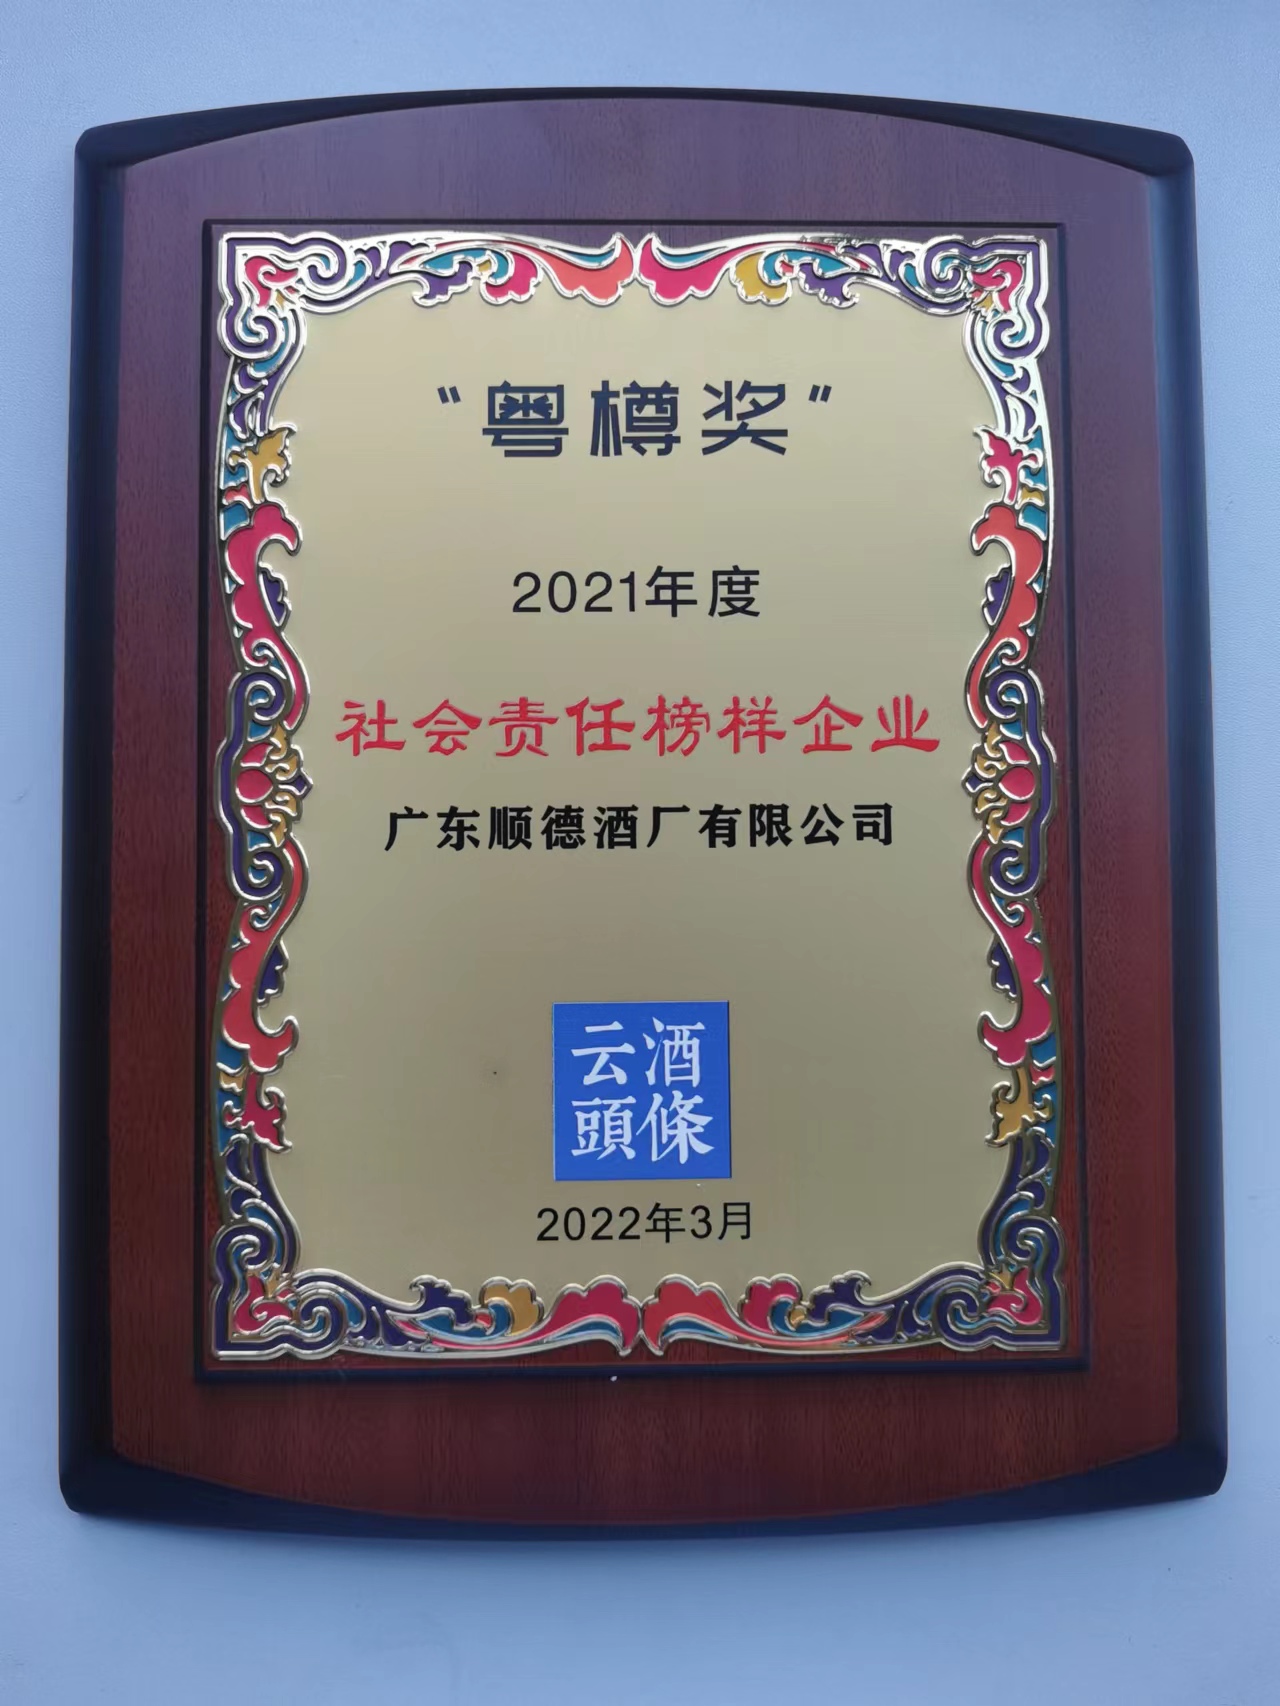 “粤樽奖”
2021年度
社会责任榜样企业
广东顺德酒厂有限公司
云酒
頭條
2022年3月